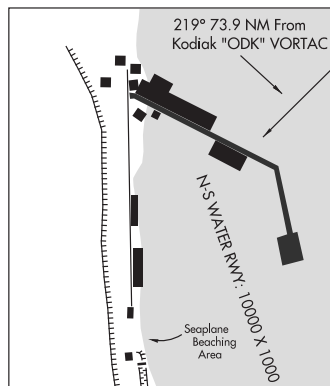 219° 73.9 NM From
Kodiak "ODK" VORTAC
N-S WATER RWY: 10000 X 1000
Seaplane
Beaching
Area